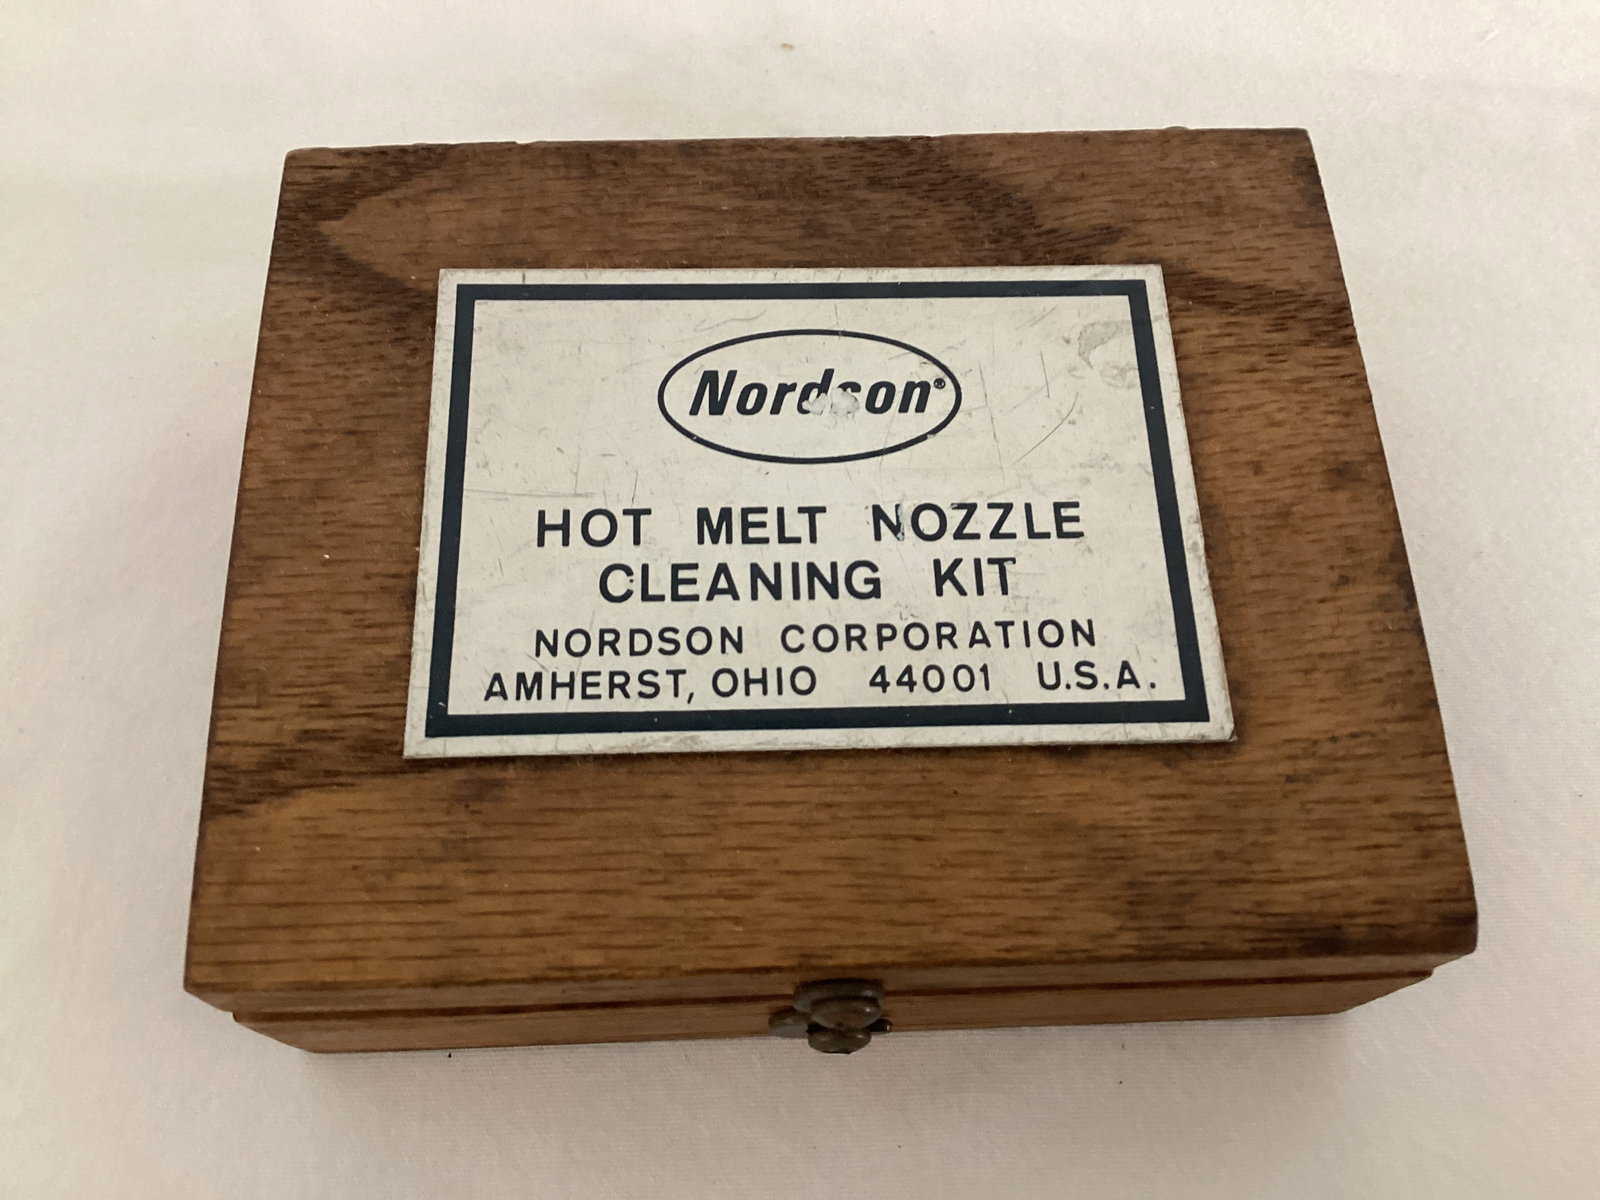 Nordson®
HOT MELT NOZZLE
CLEANING KIT
NORDSON CORPORATION
AMHERST, OHIO 44001 U.S.A.